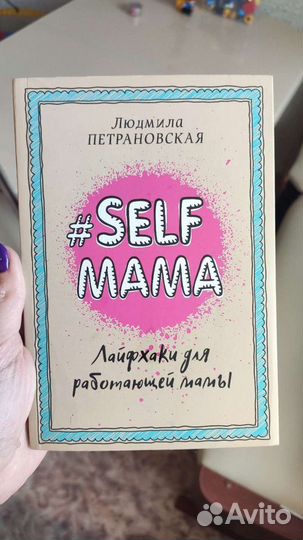 Людмила
ПЕТРАНОВСКАЯ
#SELF
МАМА
Лайфхаки для
работающей мамы
Avito